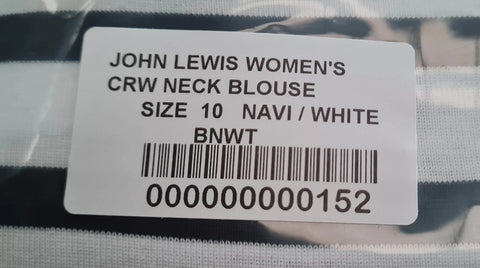 JOHN LEWIS WOMEN'S
CRW NECK BLOUSE
SIZE 10 NAVI / WHITE
BNWT
000000000152